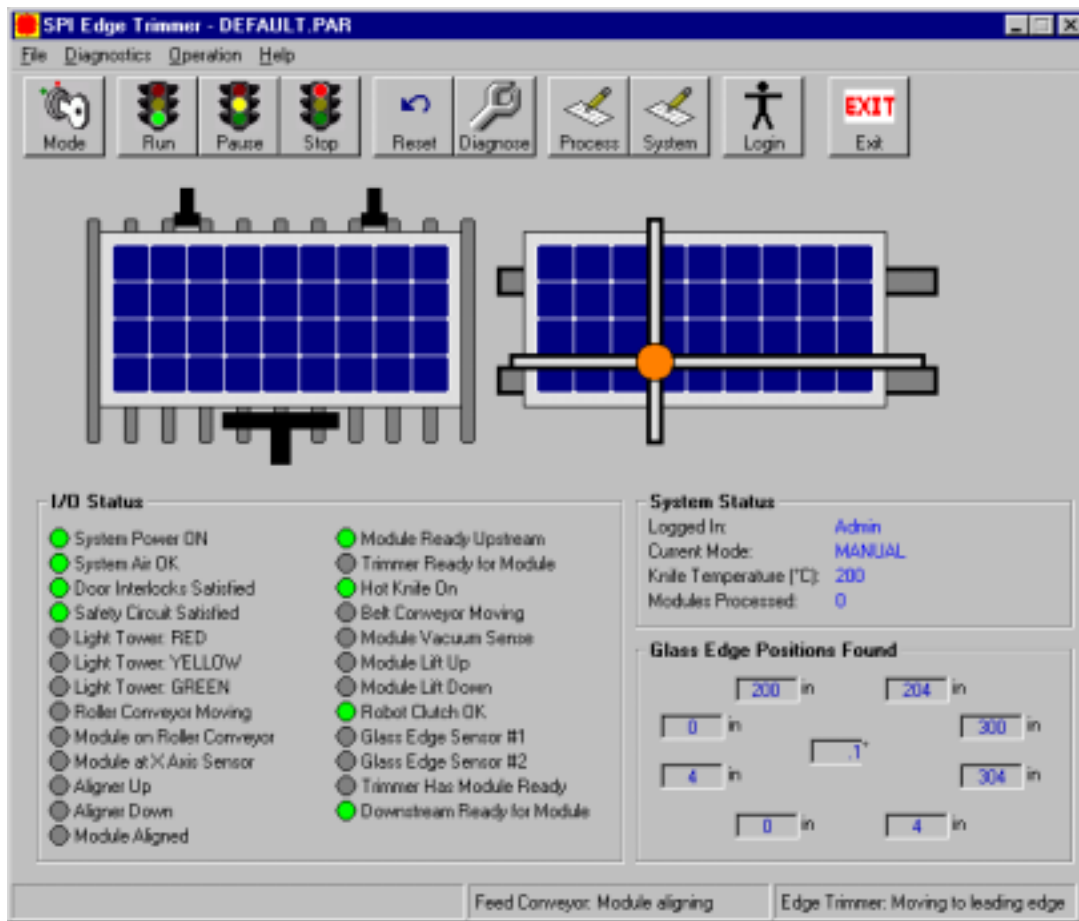 SPI Edge Trimmer - DEFAULT.PAR
File Diagnostics Operation Help
Mode Run Pause Stop Reset Diagnose Process System Login EXIT Exit
I/O Status
System Power ON
System Air OK
Door Interlocks Satisfied
Safety Circuit Satisfied
Light Tower: RED
Light Tower: YELLOW
Light Tower: GREEN
Roller Conveyor Moving
Module on Roller Conveyor
Module at X Axis Sensor
Aligner Up
Aligner Down
Module Aligned
Module Ready Upstream
Trimmer Ready for Module
Hot Knife On
Belt Conveyor Moving
Module Vacuum Sense
Module Lift Up
Module Lift Down
Robot Clutch OK
Glass Edge Sensor #1
Glass Edge Sensor #2
Trimmer Has Module Ready
Downstream Ready for Module
System Status
Logged In: Admin
Current Mode: MANUAL
Knife Temperature (°C): 200
Modules Processed: 0
Glass Edge Positions Found
200 in 204 in
0 in 300 in
.1°
4 in 304 in
0 in 4 in
Feed Conveyor: Module aligning
Edge Trimmer: Moving to leading edge